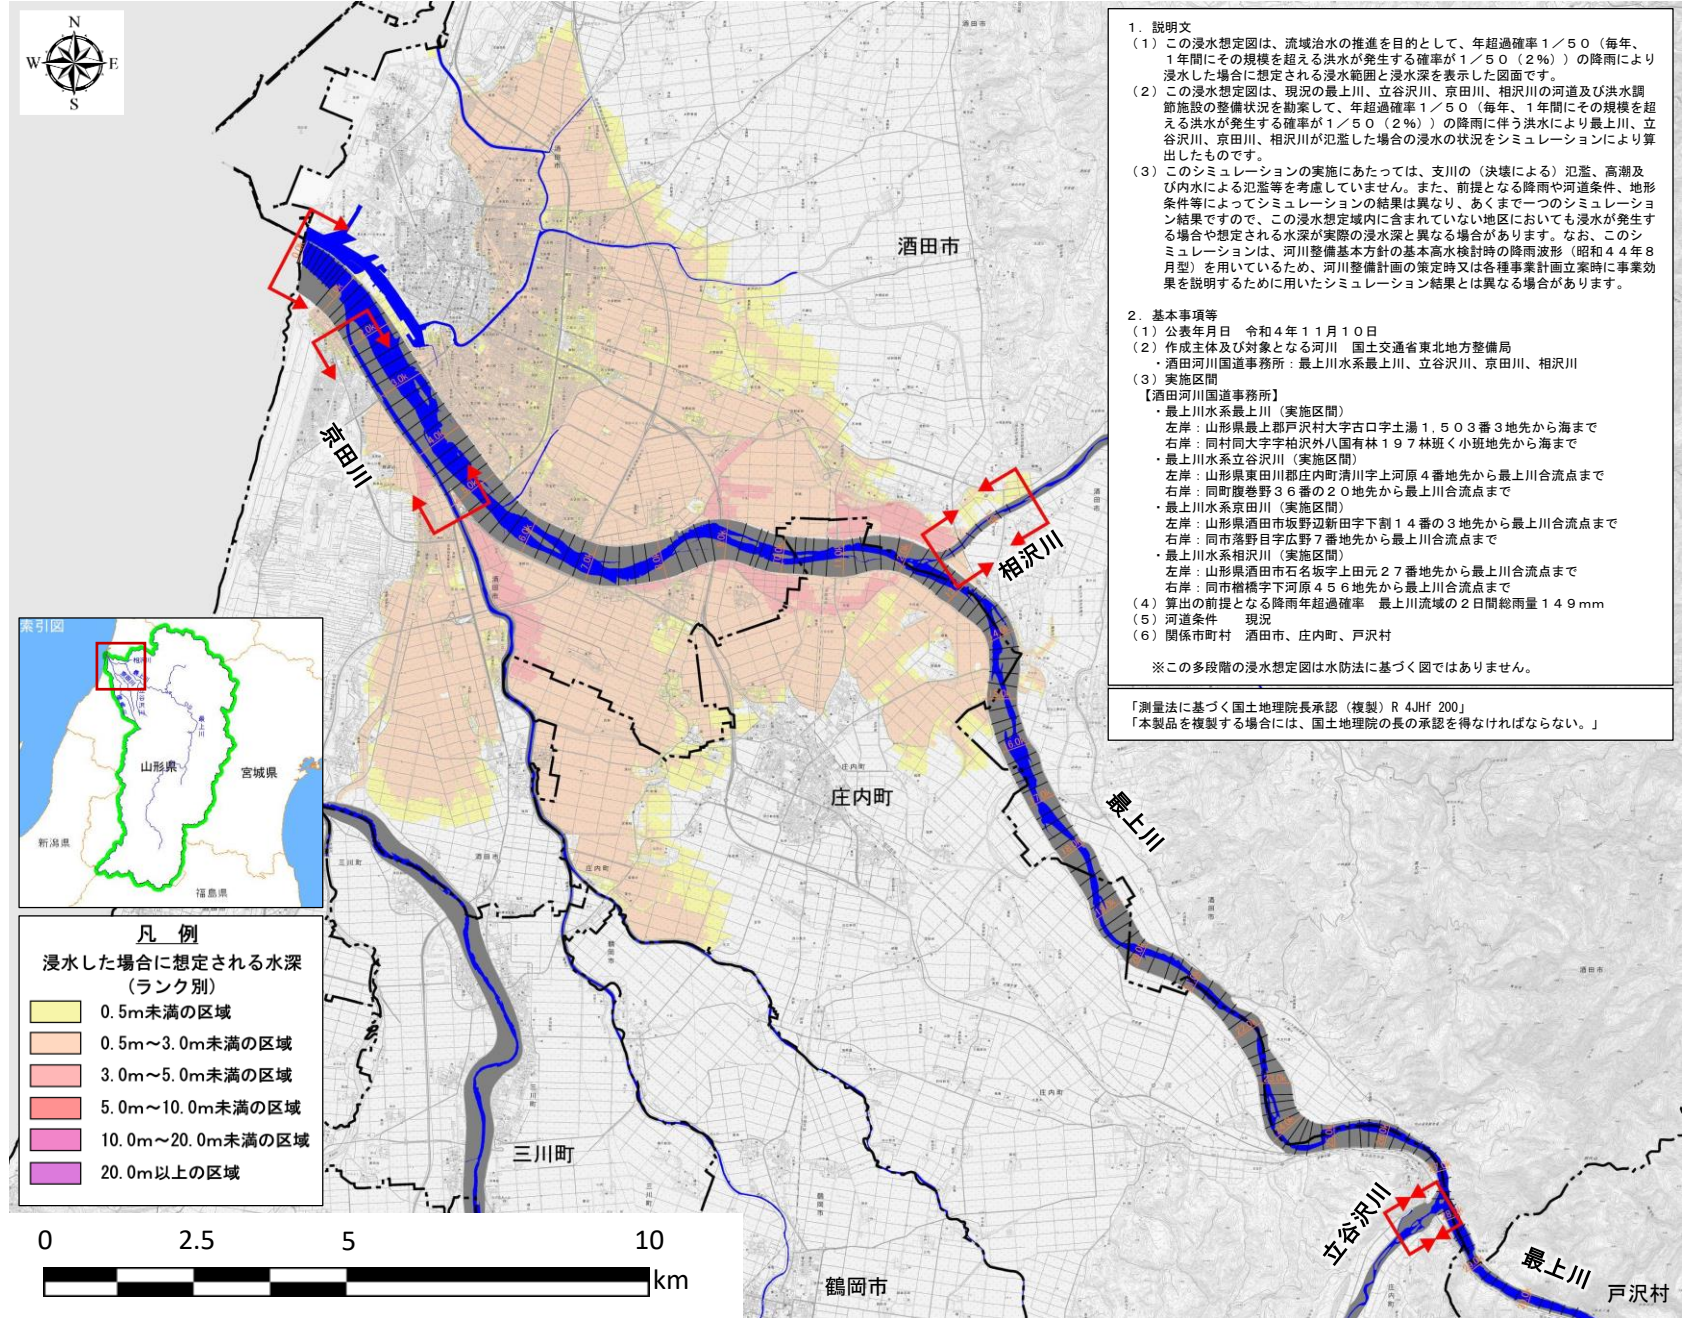 N
W
E
S
1．説明文
（1）この浸水想定図は、流域治水の推進を目的として、年超過確率１／５０（毎年、
１年間にその規模を超える洪水が発生する確率が１／５０（２％））の降雨により
浸水した場合に想定される浸水範囲と浸水深を表示した図面です。
（2）この浸水想定図は、現況の最上川、立谷沢川、京田川、相沢川の河道及び洪水調
節施設の整備状況を勘案して、年超過確率１／５０（毎年、１年間にその規模を超
える洪水が発生する確率が１／５０（２％））の降雨に伴う洪水により最上川、立
谷沢川、京田川、相沢川が氾濫した場合の浸水の状況をシミュレーションにより算
出したものです。
（3）このシミュレーションの実施にあたっては、支川の（決壊による）氾濫、高潮及
び内水による氾濫等を考慮していません。また、前提となる降雨や河道条件、地形
条件等によってシミュレーションの結果は異なり、あくまで一つのシミュレーショ
ン結果ですので、この浸水想定域内に含まれていない地区においても浸水が発生す
る場合や想定される水深が実際の浸水深と異なる場合があります。なお、このシ
ミュレーションは、河川整備基本方針の基本高水検討時の降雨波形（昭和４４年８
月型）を用いているため、河川整備計画の策定時又は各種事業計画立案時に事業効
果を説明するために用いたシミュレーション結果とは異なる場合があります。
2．基本事項等
（1）公表年月日　令和４年１１月１０日
（2）作成主体及び対象となる河川　国土交通省東北地方整備局
・酒田河川国道事務所：最上川水系最上川、立谷沢川、京田川、相沢川
（3）実施区間
【酒田河川国道事務所】
・最上川水系最上川（実施区間）
左岸：山形県最上郡戸沢村大字古口字土湯１，５０３番３地先から海まで
右岸：同村同大字字柏沢外八国有林１９７林班く小班地先から海まで
・最上川水系立谷沢川（実施区間）
左岸：山形県東田川郡庄内町清川字上河原４番地先から最上川合流点まで
右岸：同町腹巻野３６番の２０地先から最上川合流点まで
・最上川水系京田川（実施区間）
左岸：山形県酒田市坂野辺新田字下割１４番の３地先から最上川合流点まで
右岸：同市落野目字広野７番地先から最上川合流点まで
・最上川水系相沢川（実施区間）
左岸：山形県酒田市石名坂字上田元２７番地先から最上川合流点まで
右岸：同市楢橋字下河原４５６地先から最上川合流点まで
（4）算出の前提となる降雨年超過確率　最上川流域の２日間総雨量１４９mm
（5）河道条件　現況
（6）関係市町村　酒田市、庄内町、戸沢村
※この多段階の浸水想定図は水防法に基づく図ではありません。
「測量法に基づく国土地理院長承認（複製）R 4JHf 200」
「本製品を複製する場合には、国土地理院の長の承認を得なければならない。」
酒田市
京田川
相沢川
庄内町
最上川
三川町
鶴岡市
立谷沢川
最上川
戸沢村
索引図
最上川
山形県
宮城県
新潟県
福島県
凡 例
浸水した場合に想定される水深
（ランク別）
0.5m未満の区域
0.5m～3.0m未満の区域
3.0m～5.0m未満の区域
5.0m～10.0m未満の区域
10.0m～20.0m未満の区域
20.0m以上の区域
0 2.5 5 10
km